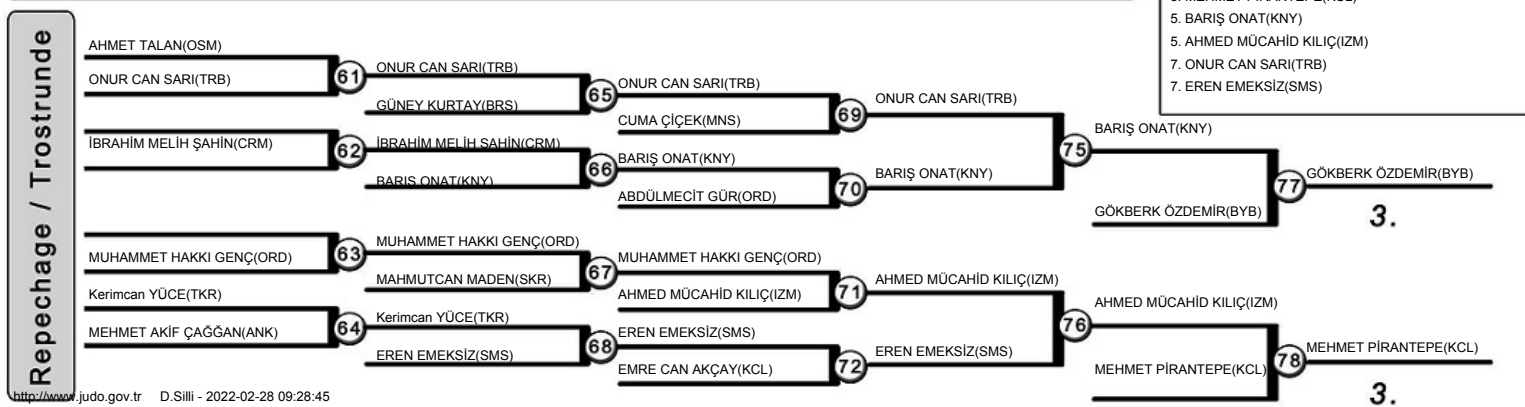 5. BARIŞ ONAT(KNY)
5. AHMED MÜCAHİD KILIÇ(IZM)
7. ONUR CAN SARI(TRB)
7. EREN EMEKSİZ(SMS)
Repechage / Trostrunde
AHMET TALAN(OSM)
ONUR CAN SARI(TRB)
61
ONUR CAN SARI(TRB)
GÜNEY KURTAY(BRS)
65
ONUR CAN SARI(TRB)
CUMA ÇİÇEK(MNS)
69
ONUR CAN SARI(TRB)
İBRAHİM MELİH ŞAHİN(CRM)
62
İBRAHİM MELİH ŞAHİN(CRM)
BARIŞ ONAT(KNY)
66
BARIŞ ONAT(KNY)
ABDÜLMECİT GÜR(ORD)
70
BARIŞ ONAT(KNY)
75
BARIŞ ONAT(KNY)
GÖKBERK ÖZDEMİR(BYB)
77
GÖKBERK ÖZDEMİR(BYB)
3.
MUHAMMET HAKKI GENÇ(ORD)
63
MUHAMMET HAKKI GENÇ(ORD)
MAHMUTCAN MADEN(SKR)
67
MUHAMMET HAKKI GENÇ(ORD)
AHMED MÜCAHİD KILIÇ(IZM)
71
AHMED MÜCAHİD KILIÇ(IZM)
Kerimcan YÜCE(TKR)
MEHMET AKİF ÇAĞĞAN(ANK)
64
Kerimcan YÜCE(TKR)
EREN EMEKSİZ(SMS)
68
EREN EMEKSİZ(SMS)
EMRE CAN AKÇAY(KCL)
72
EREN EMEKSİZ(SMS)
76
AHMED MÜCAHİD KILIÇ(IZM)
MEHMET PİRANTEPE(KCL)
78
MEHMET PİRANTEPE(KCL)
3.
http://www.judo.gov.tr D.Silli - 2022-02-28 09:28:45